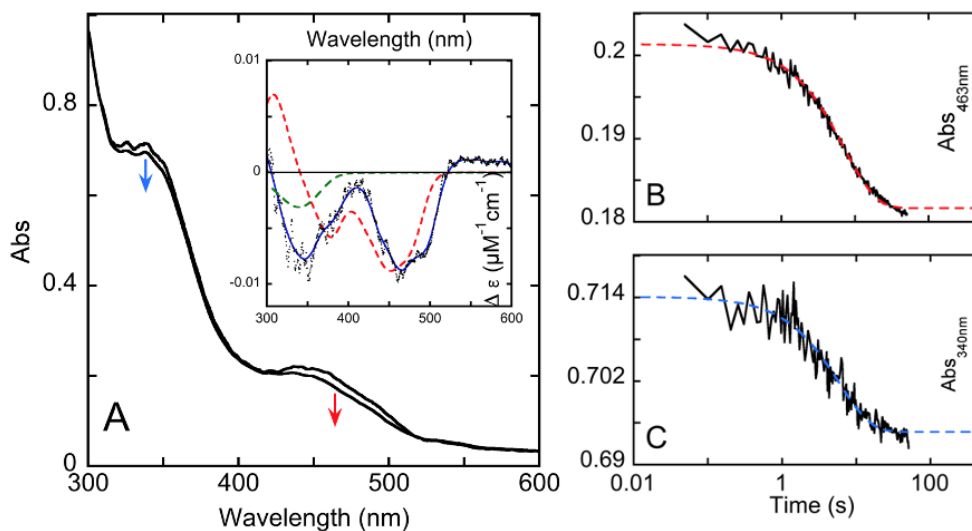 Abs
0.8
0.4
0
300
400
500
600
Wavelength (nm)
A
Wavelength (nm)
0.01
0
-0.01
300
400
500
600
Δ ε (μM⁻¹cm⁻¹)
0.2
0.19
0.18
B
Abs463nm
0.714
0.702
0.69
C
Abs340nm
0.01
1
100
Time (s)